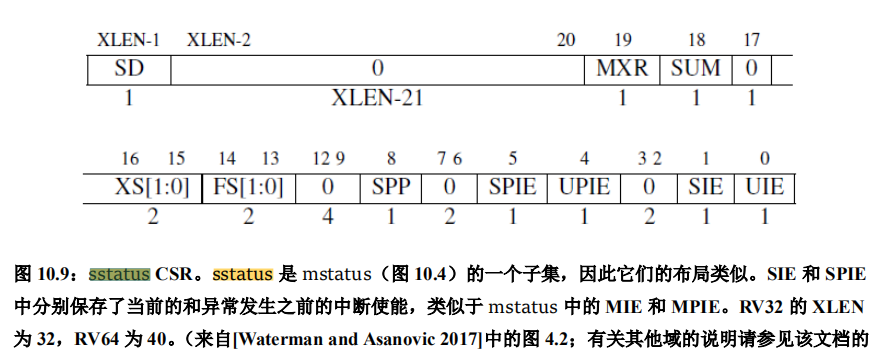 XLEN-1 XLEN-2 20 19 18 17
SD 0 MXR SUM 0
1 XLEN-21 1 1 1
16 15 14 13 12 9 8 7 6 5 4 3 2 1 0
XS[1:0] FS[1:0] 0 SPP 0 SPIE UPIE 0 SIE UIE
2 2 4 1 2 1 1 2 1 1
图 10.9：sstatus CSR。sstatus 是 mstatus（图 10.4）的一个子集，因此它们的布局类似。SIE 和 SPIE
中分别保存了当前的和异常发生之前的中断使能，类似于 mstatus 中的 MIE 和 MPIE。RV32 的 XLEN
为 32，RV64 为 40。（来自[Waterman and Asanovic 2017]中的图 4.2；有关其他域的说明请参见该文档的